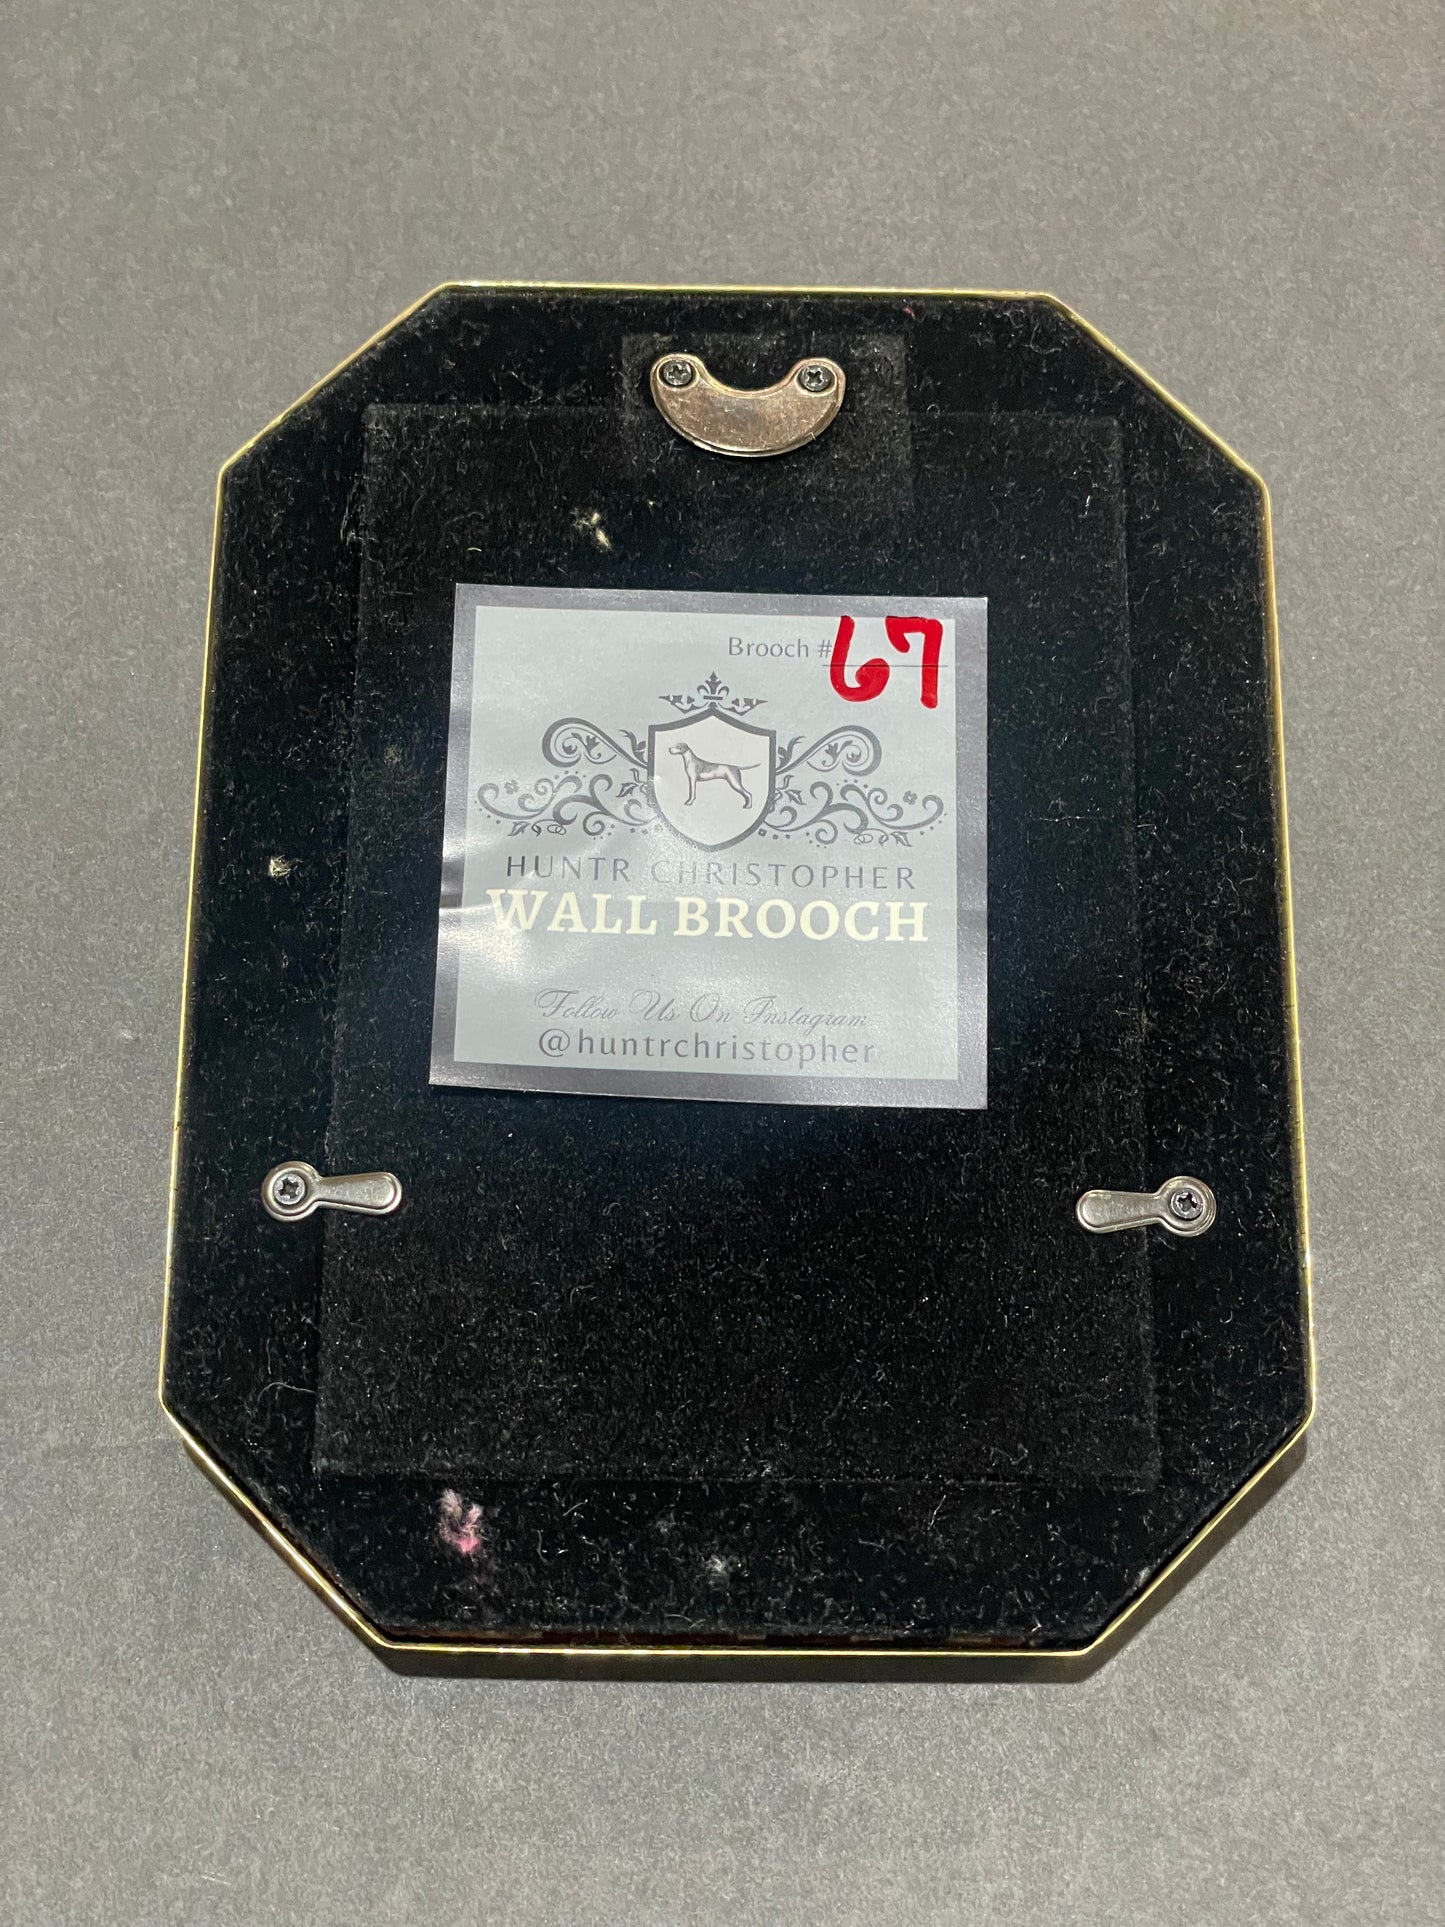 Brooch # 67
HUNTR CHRISTOPHER
WALL BROOCH
Follow Us On Instagram
@huntrchristopher